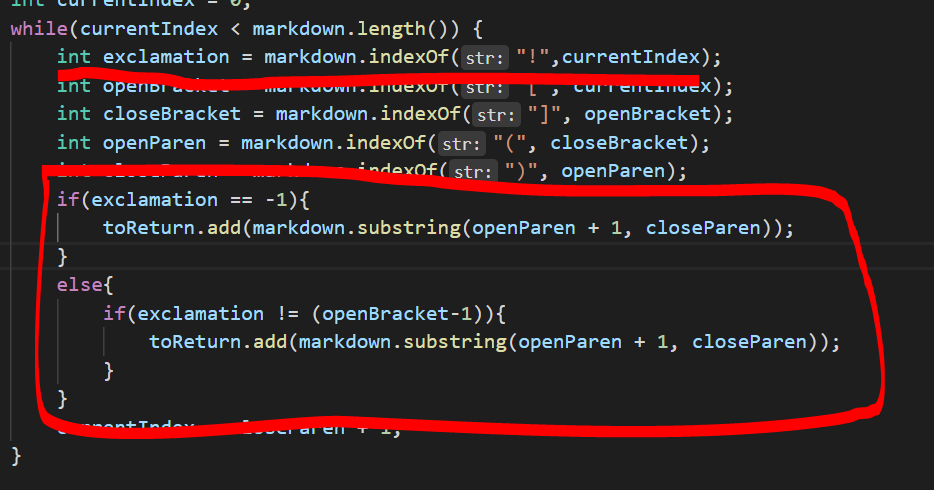 int currentIndex = 0;
while(currentIndex < markdown.length()) {
int exclamation = markdown.indexOf(str: "!",currentIndex);
int openBracket = markdown.indexOf(str: "[", currentIndex);
int closeBracket = markdown.indexOf(str: "]", openBracket);
int openParen = markdown.indexOf(str: "(", closeBracket);
int closeParen = markdown.indexOf(str: ")", openParen);
if(exclamation == -1){
toReturn.add(markdown.substring(openParen + 1, closeParen));
}
else{
if(exclamation != (openBracket-1)){
toReturn.add(markdown.substring(openParen + 1, closeParen));
}
}
currentIndex = closeParen + 1;
}